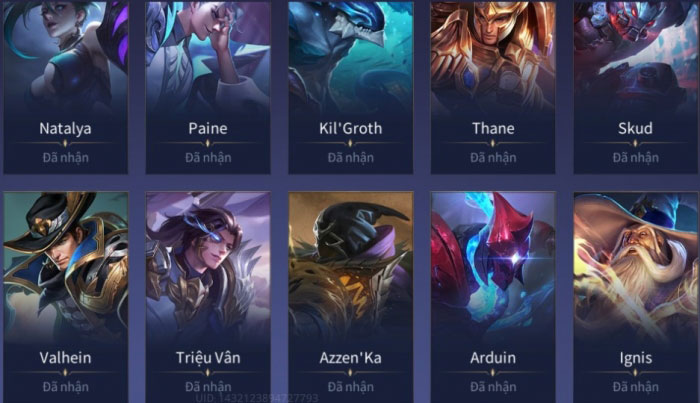 Natalya
Đã nhận
Paine
Đã nhận
Kil'Groth
Đã nhận
Thane
Đã nhận
Skud
Đã nhận
Valhein
Đã nhận
Triệu Vân
Đã nhận
Azzen'Ka
Đã nhận
Arduin
Đã nhận
Ignis
Đã nhận
UID: 1432123894727793